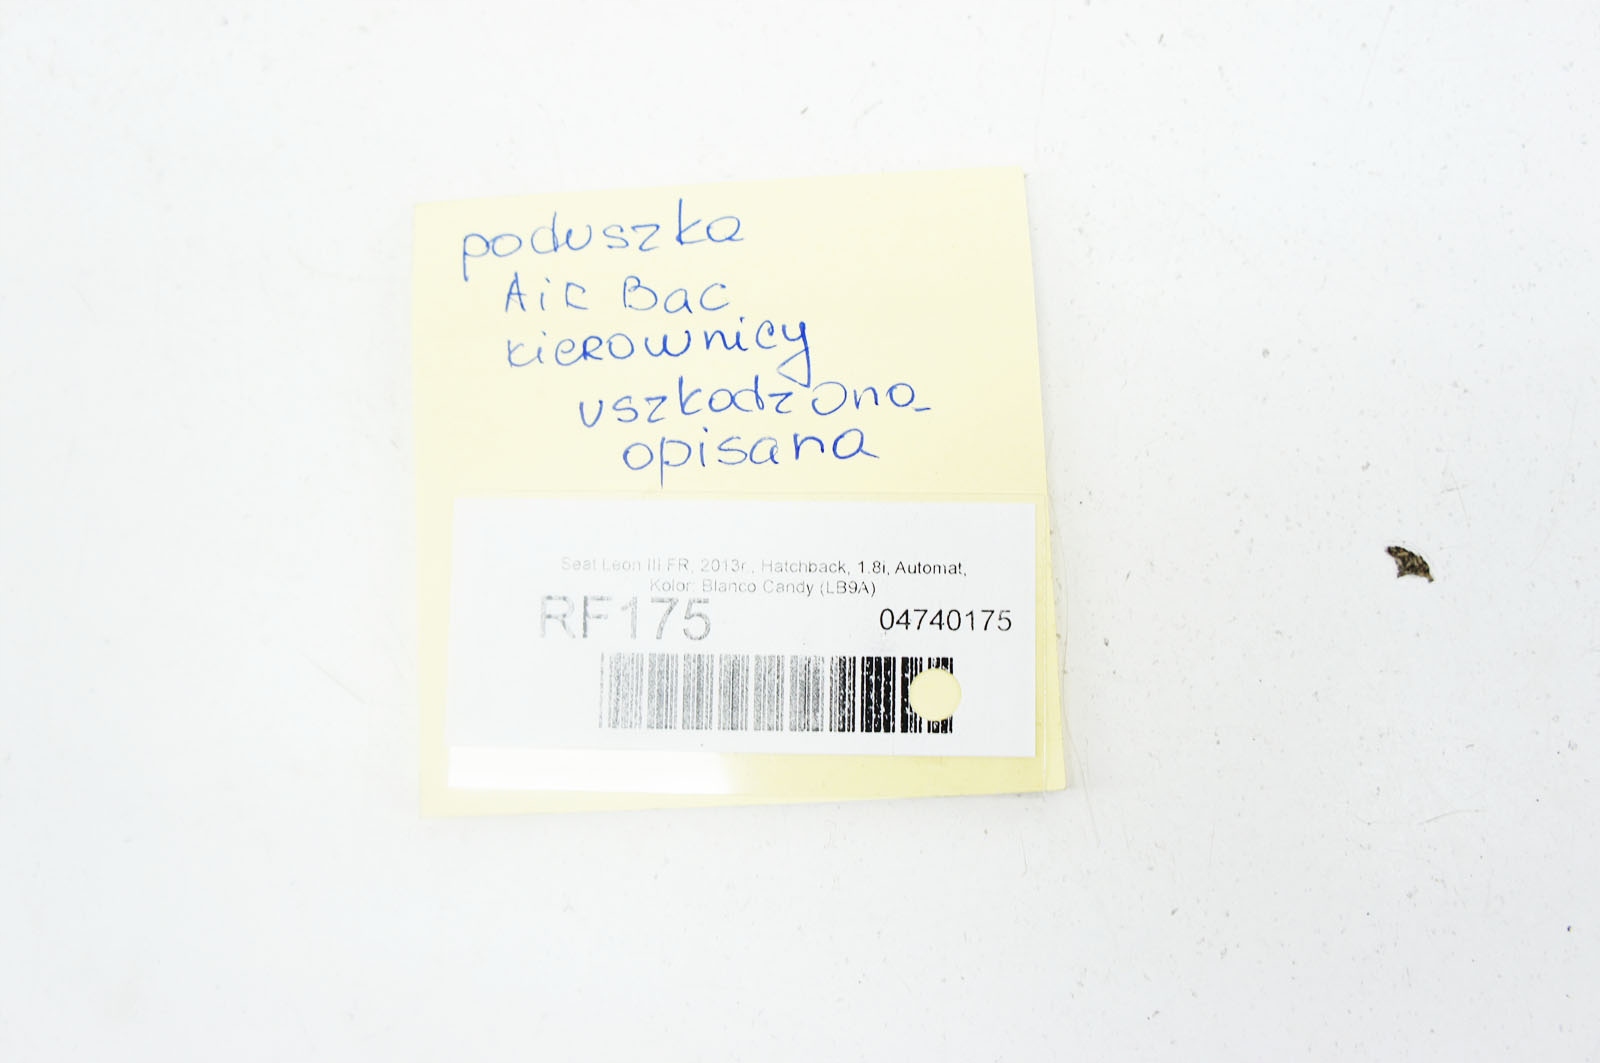 poduszka
Air Bac
kierownicy
uszkodzona
opisana
Seat Leon III FR, 2013r., Hatchback, 1.8i, Automat,
Kolor: Blanco Candy (LB9A)
RF175
04740175